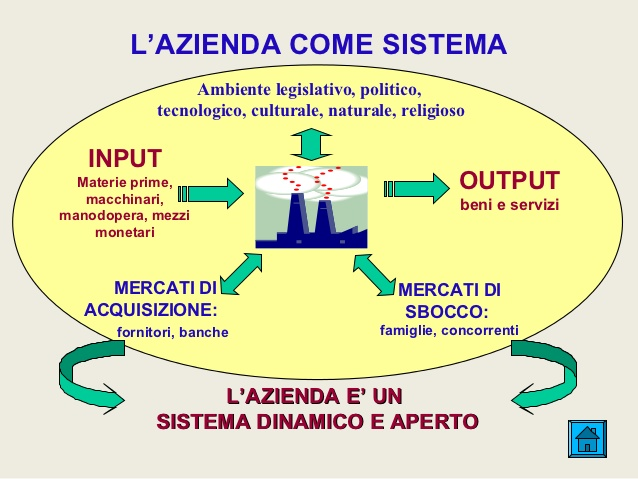 L’AZIENDA COME SISTEMA
Ambiente legislativo, politico,
tecnologico, culturale, naturale, religioso
INPUT
Materie prime,
macchinari,
manodopera, mezzi
monetari
OUTPUT
beni e servizi
MERCATI DI
ACQUISIZIONE:
fornitori, banche
MERCATI DI
SBOCCO:
famiglie, concorrenti
L’AZIENDA E’ UN
SISTEMA DINAMICO E APERTO